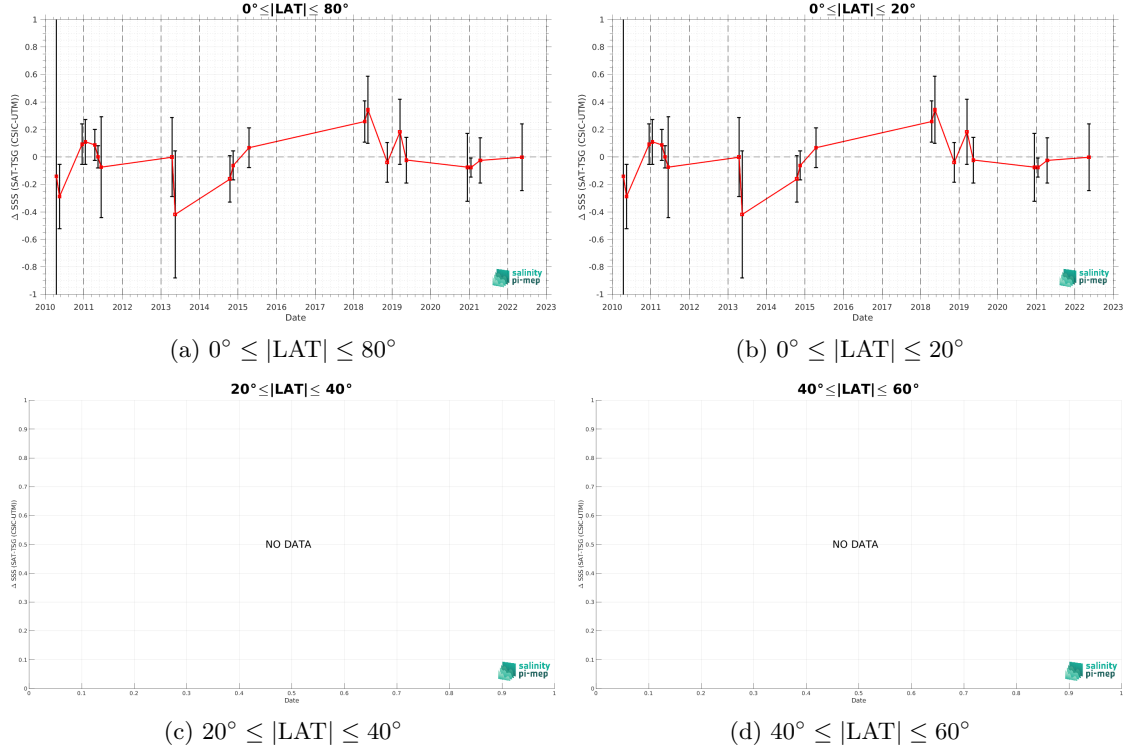 0°≤|LAT|≤ 80°
Δ SSS (SAT-TSG (CSIC-UTM))
1
0.8
0.6
0.4
0.2
0
-0.2
-0.4
-0.6
-0.8
-1
salinity
pi-mep
2010 2011 2012 2013 2014 2015 2016 2017 2018 2019 2020 2021 2022 2023
Date
(a) 0° ≤ |LAT| ≤ 80°
0°≤|LAT|≤ 20°
Δ SSS (SAT-TSG (CSIC-UTM))
1
0.8
0.6
0.4
0.2
0
-0.2
-0.4
-0.6
-0.8
-1
salinity
pi-mep
2010 2011 2012 2013 2014 2015 2016 2017 2018 2019 2020 2021 2022 2023
Date
(b) 0° ≤ |LAT| ≤ 20°
20°≤|LAT|≤ 40°
Δ SSS (SAT-TSG (CSIC-UTM))
1
0.9
0.8
0.7
0.6
0.5
0.4
0.3
0.2
0.1
0
NO DATA
salinity
pi-mep
0 0.1 0.2 0.3 0.4 0.5 0.6 0.7 0.8 0.9 1
Date
(c) 20° ≤ |LAT| ≤ 40°
40°≤|LAT|≤ 60°
Δ SSS (SAT-TSG (CSIC-UTM))
1
0.9
0.8
0.7
0.6
0.5
0.4
0.3
0.2
0.1
0
NO DATA
salinity
pi-mep
0 0.1 0.2 0.3 0.4 0.5 0.6 0.7 0.8 0.9 1
Date
(d) 40° ≤ |LAT| ≤ 60°